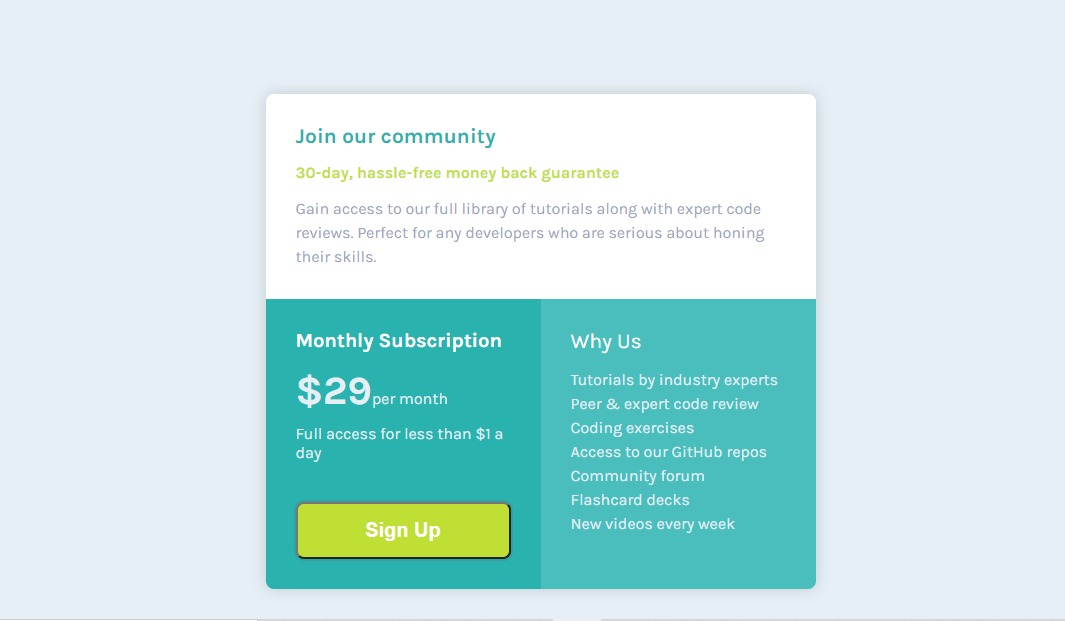 Join our community
30-day, hassle-free money back guarantee
Gain access to our full library of tutorials along with expert code
reviews. Perfect for any developers who are serious about honing
their skills.
Monthly Subscription
$29per month
Full access for less than $1 a
day
Sign Up
Why Us
Tutorials by industry experts
Peer & expert code review
Coding exercises
Access to our GitHub repos
Community forum
Flashcard decks
New videos every week